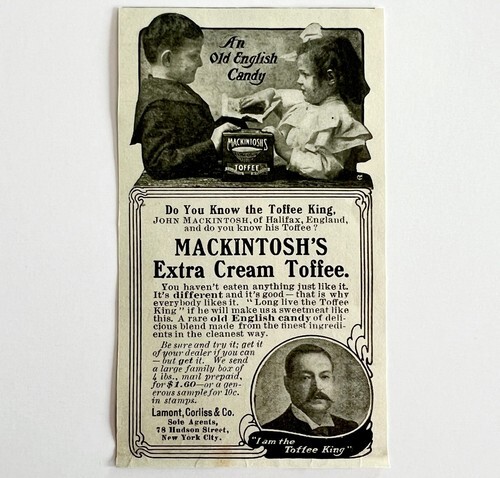 An
Old English
Candy
MACKINTOSH'S
TOFFEE
Do You Know the Toffee King,
JOHN MACKINTOSH, of Halifax, England,
and do you know his Toffee?
MACKINTOSH'S
Extra Cream Toffee.
You haven't eaten anything just like it.
It's different and it's good—that is why
everybody likes it. "Long live the Toffee
King" if he will make us a sweetmeat like
this. A rare old English candy of deli-
cious blend made from the finest ingredi-
ents in the cleanest way.
Be sure and try it; get it
of your dealer if you can
—but get it. We send
a large family box of
4 lbs., mail prepaid,
for $1.60—or a gen-
erous sample for 10c.
in stamps.
Lamont, Corliss & Co.
Sole Agents,
78 Hudson Street,
New York City.
"I am the
Toffee King"